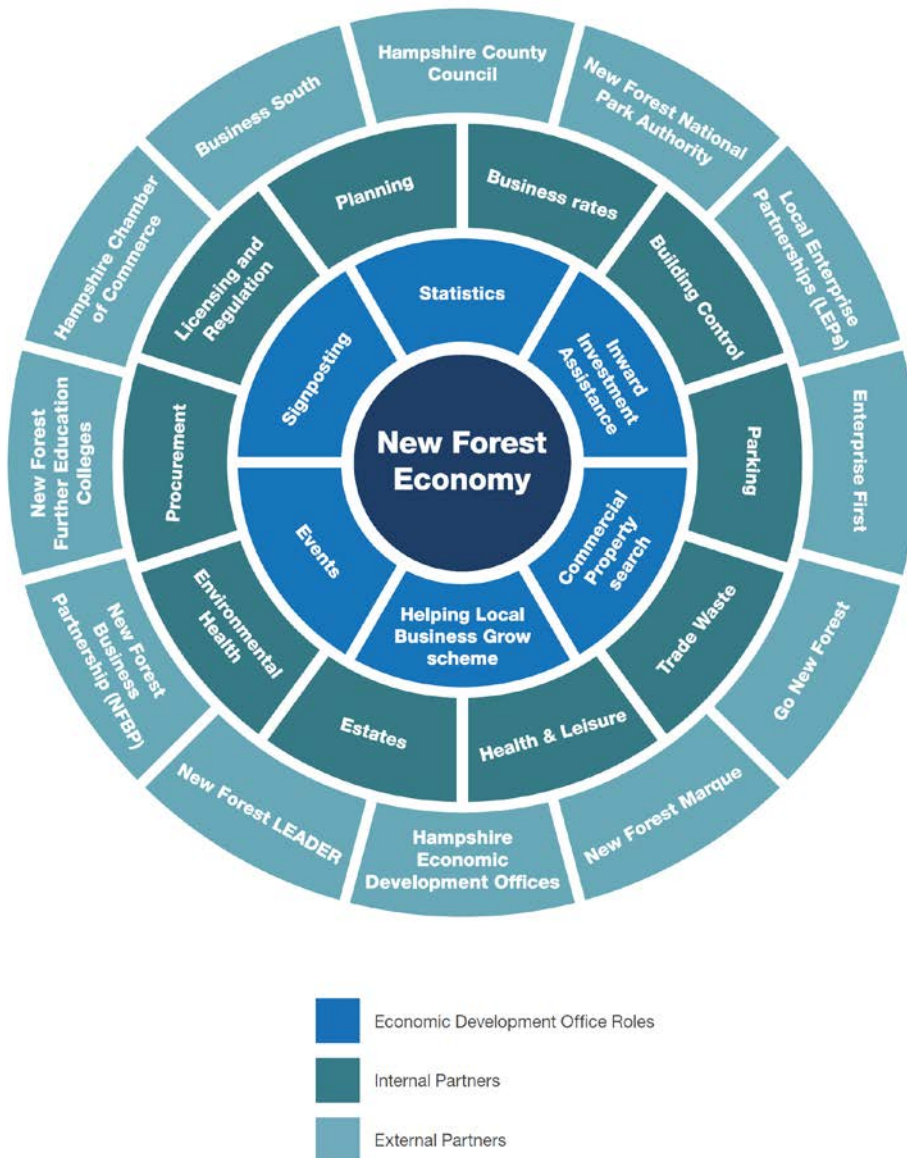 Hampshire County
Council
New Forest National
Park Authority
Local Enterprise
Partnerships (LEPs)
Enterprise First
Go New Forest
New Forest Marque
Hampshire
Economic
Development Offices
New Forest LEADER
New Forest
Business
Partnership (NFBP)
New Forest
Further Education
Colleges
Hampshire Chamber
of Commerce
Business South
Planning
Business rates
Building Control
Parking
Trade Waste
Health & Leisure
Estates
Environmental
Health
Procurement
Licensing and
Regulation
Statistics
Inward
Investment
Assistance
Commercial
Property
search
Helping Local
Business Grow
scheme
Events
Signposting
New Forest
Economy
Economic Development Office Roles
Internal Partners
External Partners